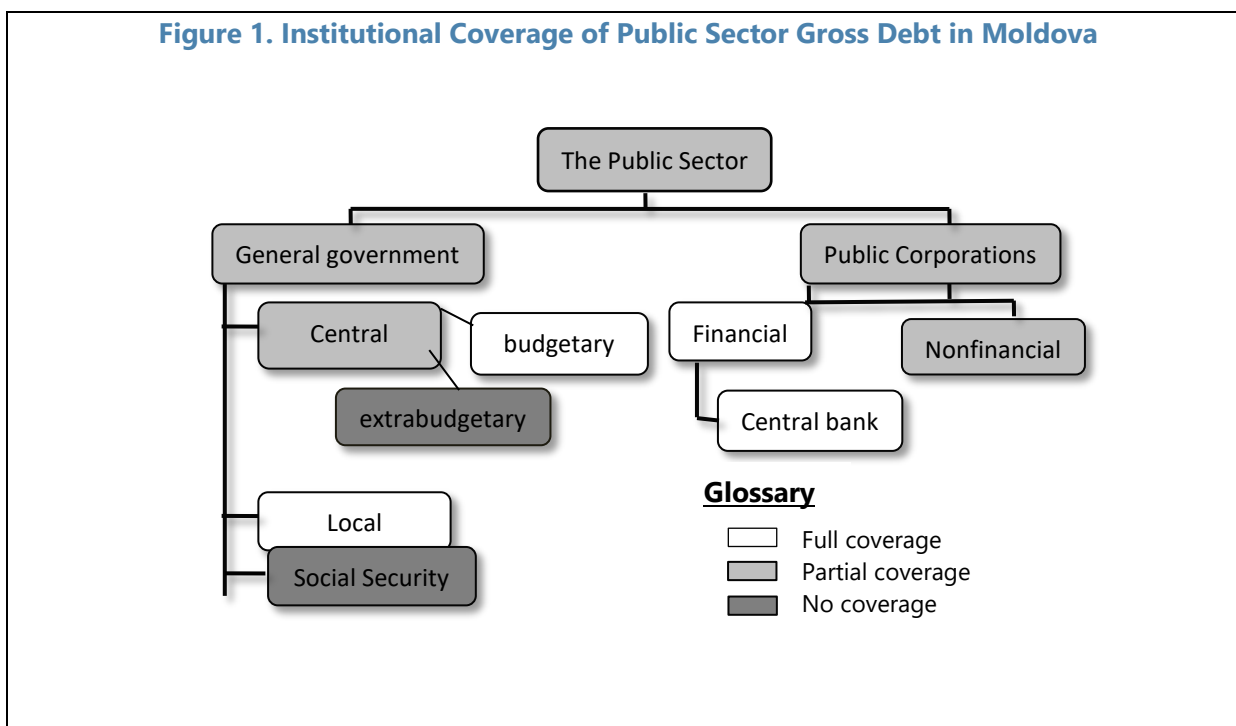 Figure 1. Institutional Coverage of Public Sector Gross Debt in Moldova
The Public Sector
General government
Public Corporations
Central
budgetary
extrabudgetary
Local
Social Security
Financial
Nonfinancial
Central bank
Glossary
Full coverage
Partial coverage
No coverage